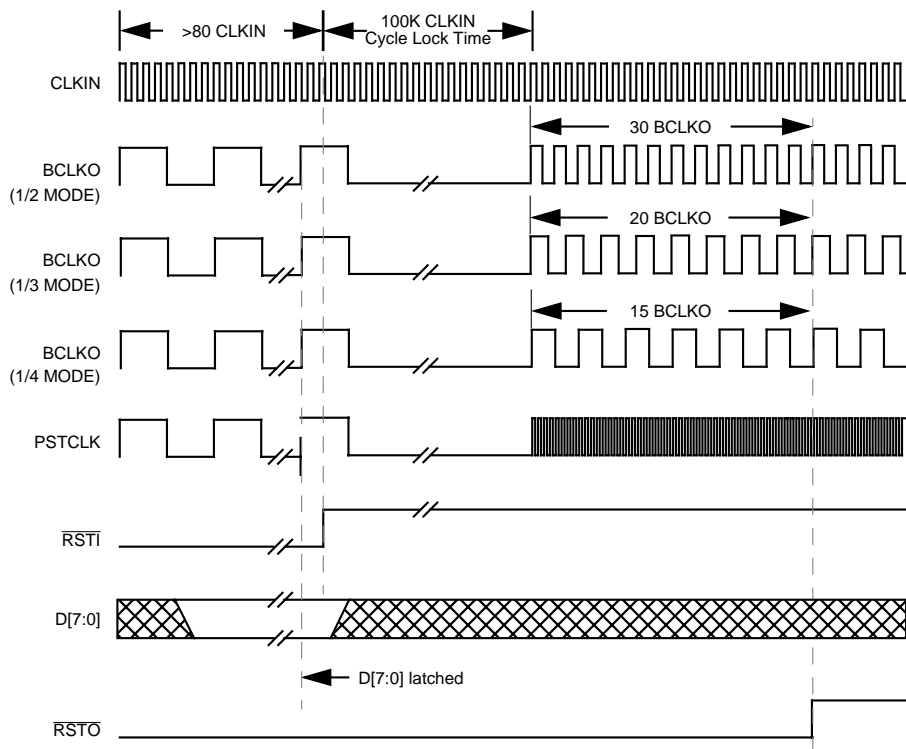 >80 CLKIN
100K CLKIN
Cycle Lock Time
CLKIN
30 BCLKO
BCLKO
(1/2 MODE)
20 BCLKO
BCLKO
(1/3 MODE)
15 BCLKO
BCLKO
(1/4 MODE)
PSTCLK
RSTI
D[7:0]
D[7:0] latched
RSTO